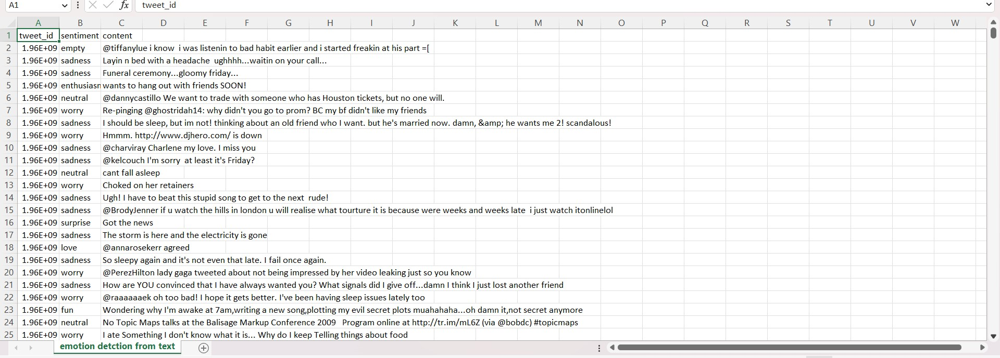 A1 fx tweet_id
A B C D E F G H I J K L M N O P Q R S T U V W
1 tweet_id sentiment content
2 1.96E+09 empty @tiffanylue i know  i was listenin to bad habit earlier and i started freakin at his part =[
3 1.96E+09 sadness Layin n bed with a headache  ughhhh...waitin on your call...
4 1.96E+09 sadness Funeral ceremony...gloomy friday...
5 1.96E+09 enthusiasn wants to hang out with friends SOON!
6 1.96E+09 neutral @dannycastillo We want to trade with someone who has Houston tickets, but no one will.
7 1.96E+09 worry Re-pinging @ghostridah14: why didn't you go to prom? BC my bf didn't like my friends
8 1.96E+09 sadness I should be sleep, but im not! thinking about an old friend who I want. but he's married now. damn, &amp; he wants me 2! scandalous!
9 1.96E+09 worry Hmmm. http://www.djhero.com/ is down
10 1.96E+09 sadness @charviray Charlene my love. I miss you
11 1.96E+09 sadness @kelcouch I'm sorry  at least it's Friday?
12 1.96E+09 neutral cant fall asleep
13 1.96E+09 worry Choked on her retainers
14 1.96E+09 sadness Ugh! I have to beat this stupid song to get to the next  rude!
15 1.96E+09 sadness @BrodyJenner if u watch the hills in london u will realise what tourture it is because were weeks and weeks late  i just watch itonlinelol
16 1.96E+09 surprise Got the news
17 1.96E+09 sadness The storm is here and the electricity is gone
18 1.96E+09 love @annarosekerr agreed
19 1.96E+09 sadness So sleepy again and it's not even that late. I fail once again.
20 1.96E+09 worry @PerezHilton lady gaga tweeted about not being impressed by her video leaking just so you know
21 1.96E+09 sadness How are YOU convinced that I have always wanted you? What signals did I give off...damn I think I just lost another friend
22 1.96E+09 worry @raaaaaaek oh too bad! I hope it gets better. I've been having sleep issues lately too
23 1.96E+09 fun Wondering why I'm awake at 7am,writing a new song,plotting my evil secret plots muahahaha...oh damn it,not secret anymore
24 1.96E+09 neutral No Topic Maps talks at the Balisage Markup Conference 2009   Program online at http://tr.im/mL6Z (via @bobdc) #topicmaps
25 1.96E+09 worry I ate Something I don't know what it is... Why do I keep Telling things about food
emotion detction from text